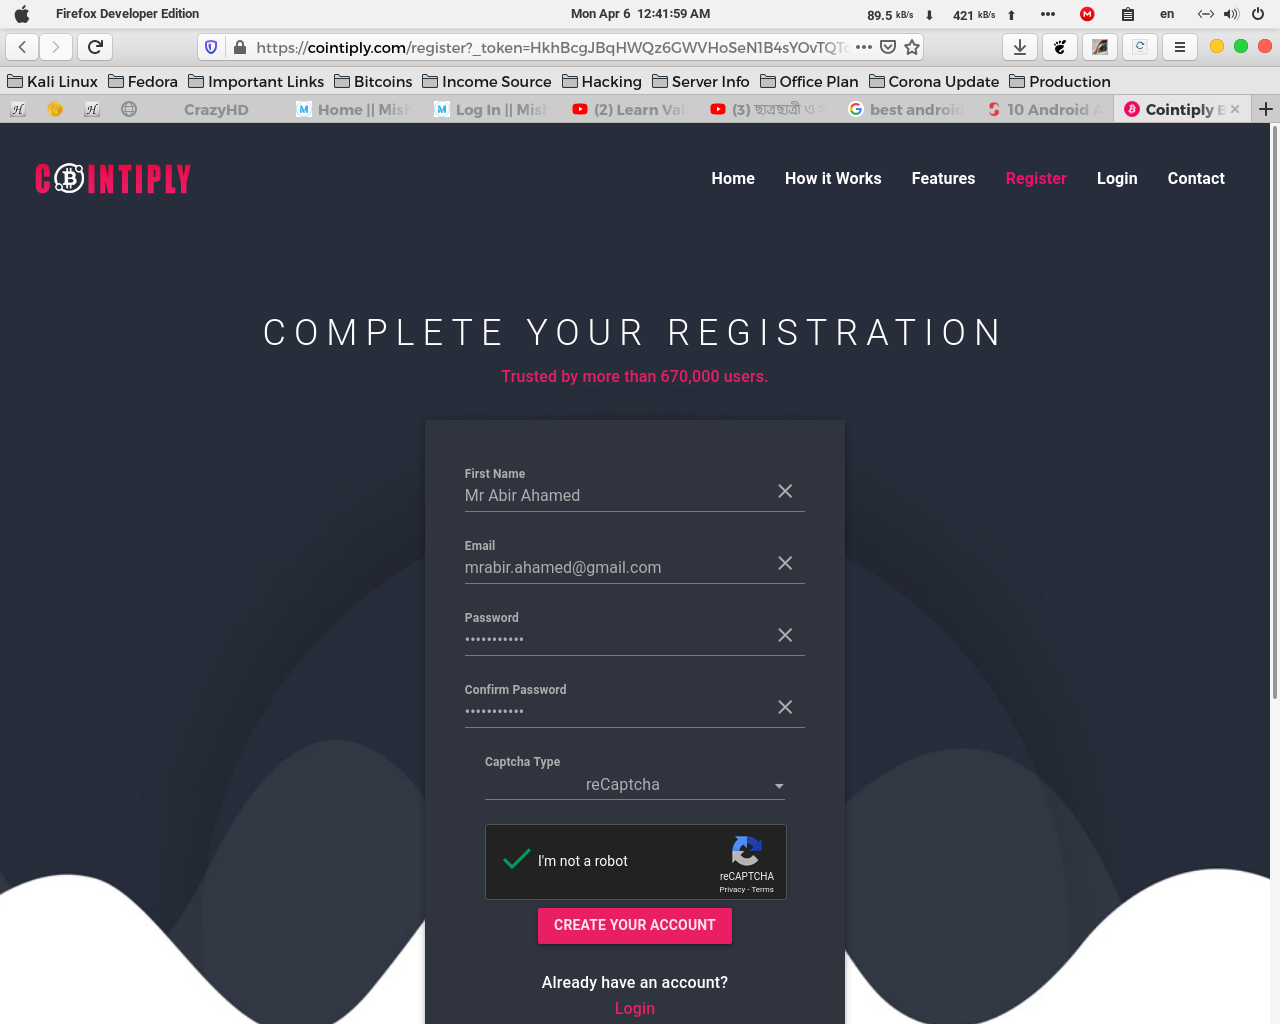 Firefox Developer Edition
Mon Apr 6 12:41:59 AM
89.5 kB/s
421 kB/s
en
https://cointiply.com/register?_token=HkhBcgJBqHWQz6GWVHoSeN1B4sYOvTQTc
Kali Linux
Fedora
Important Links
Bitcoins
Income Source
Hacking
Server Info
Office Plan
Corona Update
Production
CrazyHD
Home || Mish
Log In || Mish
(2) Learn Val
(3) ছাত্রছাত্রী ও
best android
10 Android A
Cointiply B
COINTIPLY
Home
How it Works
Features
Register
Login
Contact
COMPLETE YOUR REGISTRATION
Trusted by more than 670,000 users.
First Name
Mr Abir Ahamed
Email
mrabir.ahamed@gmail.com
Password
•••••••••••
Confirm Password
•••••••••••
Captcha Type
reCaptcha
I'm not a robot
reCAPTCHA
Privacy - Terms
CREATE YOUR ACCOUNT
Already have an account?
Login